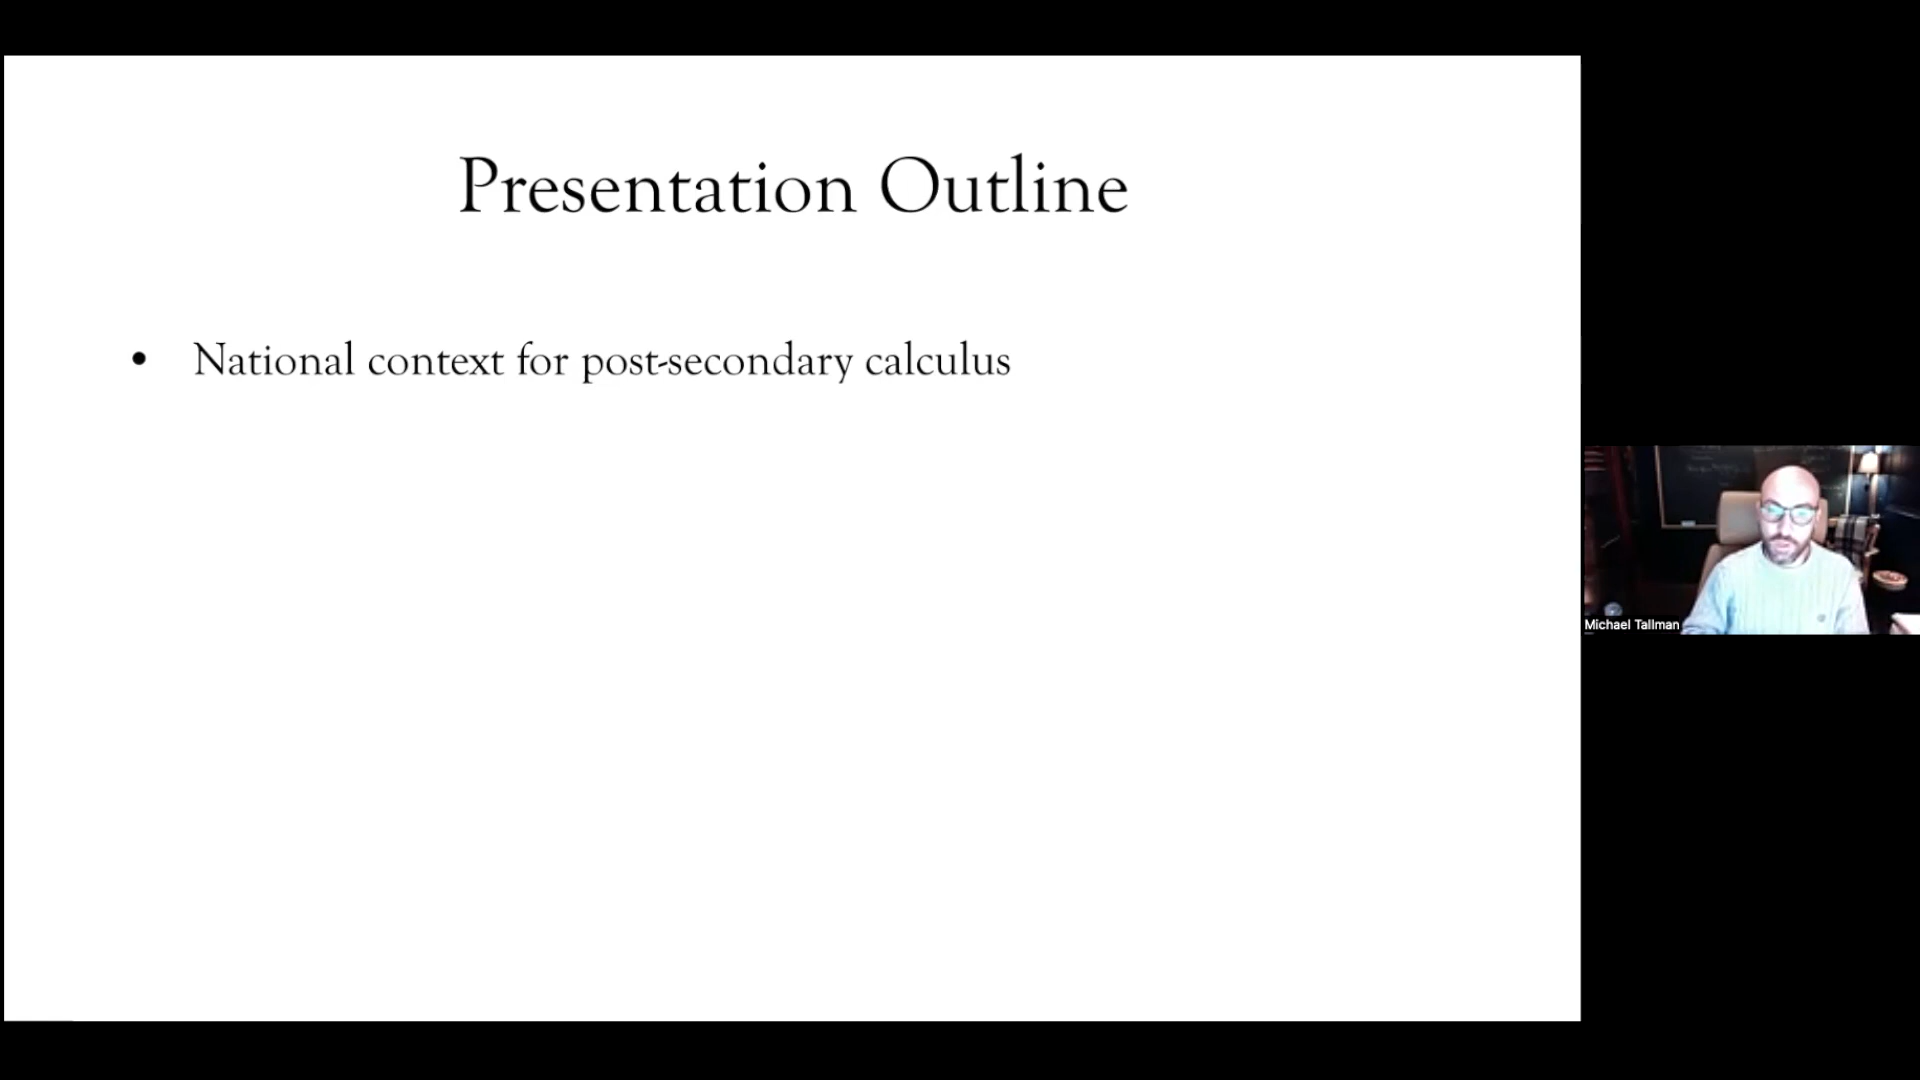 Presentation Outline
• National context for post-secondary calculus
Michael Tallman